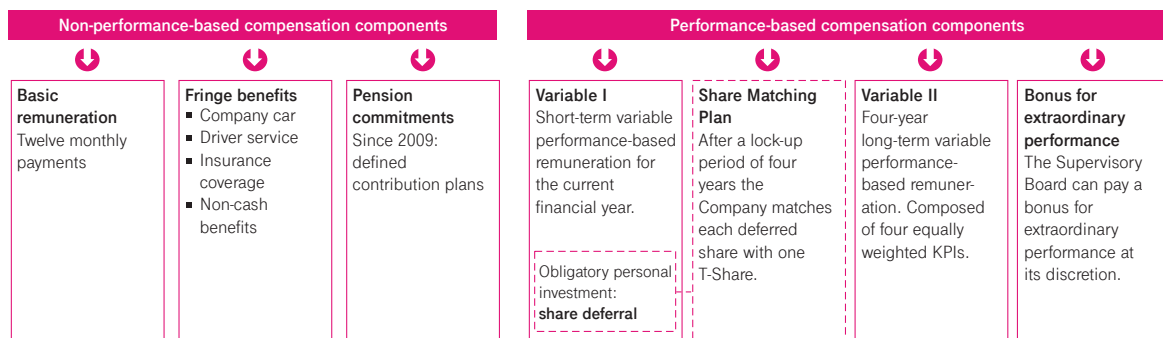 Non-performance-based compensation components
Performance-based compensation components
Basic
remuneration
Twelve monthly
payments
Fringe benefits
▪ Company car
▪ Driver service
▪ Insurance
coverage
▪ Non-cash
benefits
Pension
commitments
Since 2009:
defined
contribution plans
Variable I
Short-term variable
performance-based
remuneration for
the current
financial year.
Obligatory personal
investment:
share deferral
Share Matching
Plan
After a lock-up
period of four
years the
Company matches
each deferred
share with one
T-Share.
Variable II
Four-year
long-term variable
performance-
based remuner-
ation. Composed
of four equally
weighted KPIs.
Bonus for
extraordinary
performance
The Supervisory
Board can pay a
bonus for
extraordinary
performance at
its discretion.